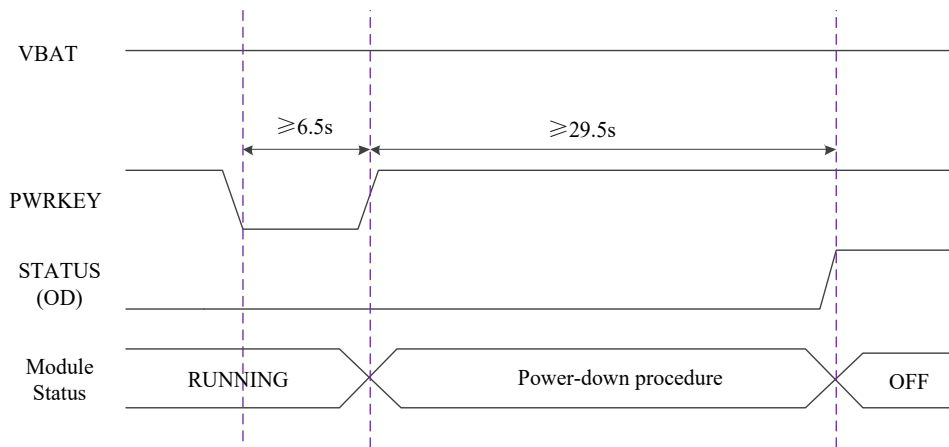 VBAT
≥6.5s
≥29.5s
PWRKEY
STATUS
(OD)
Module
Status
RUNNING
Power-down procedure
OFF